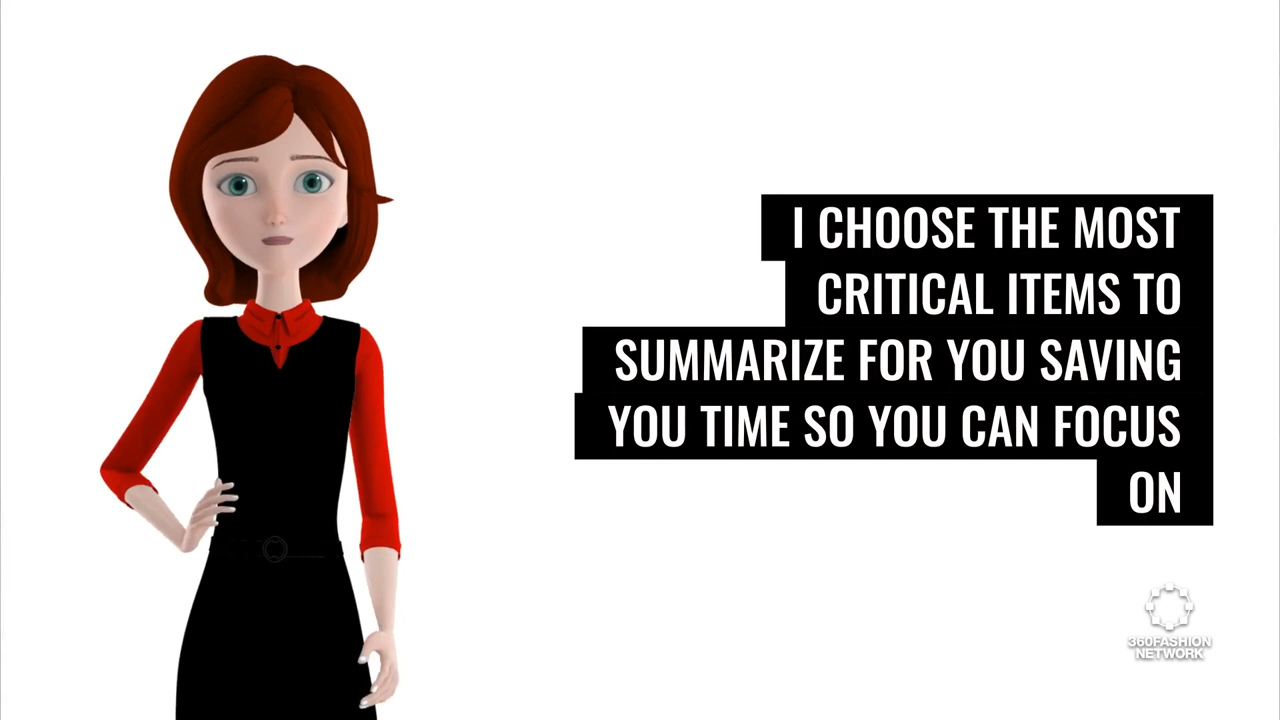 I CHOOSE THE MOST
CRITICAL ITEMS TO
SUMMARIZE FOR YOU SAVING
YOU TIME SO YOU CAN FOCUS
ON
360FASHION
NETWORK